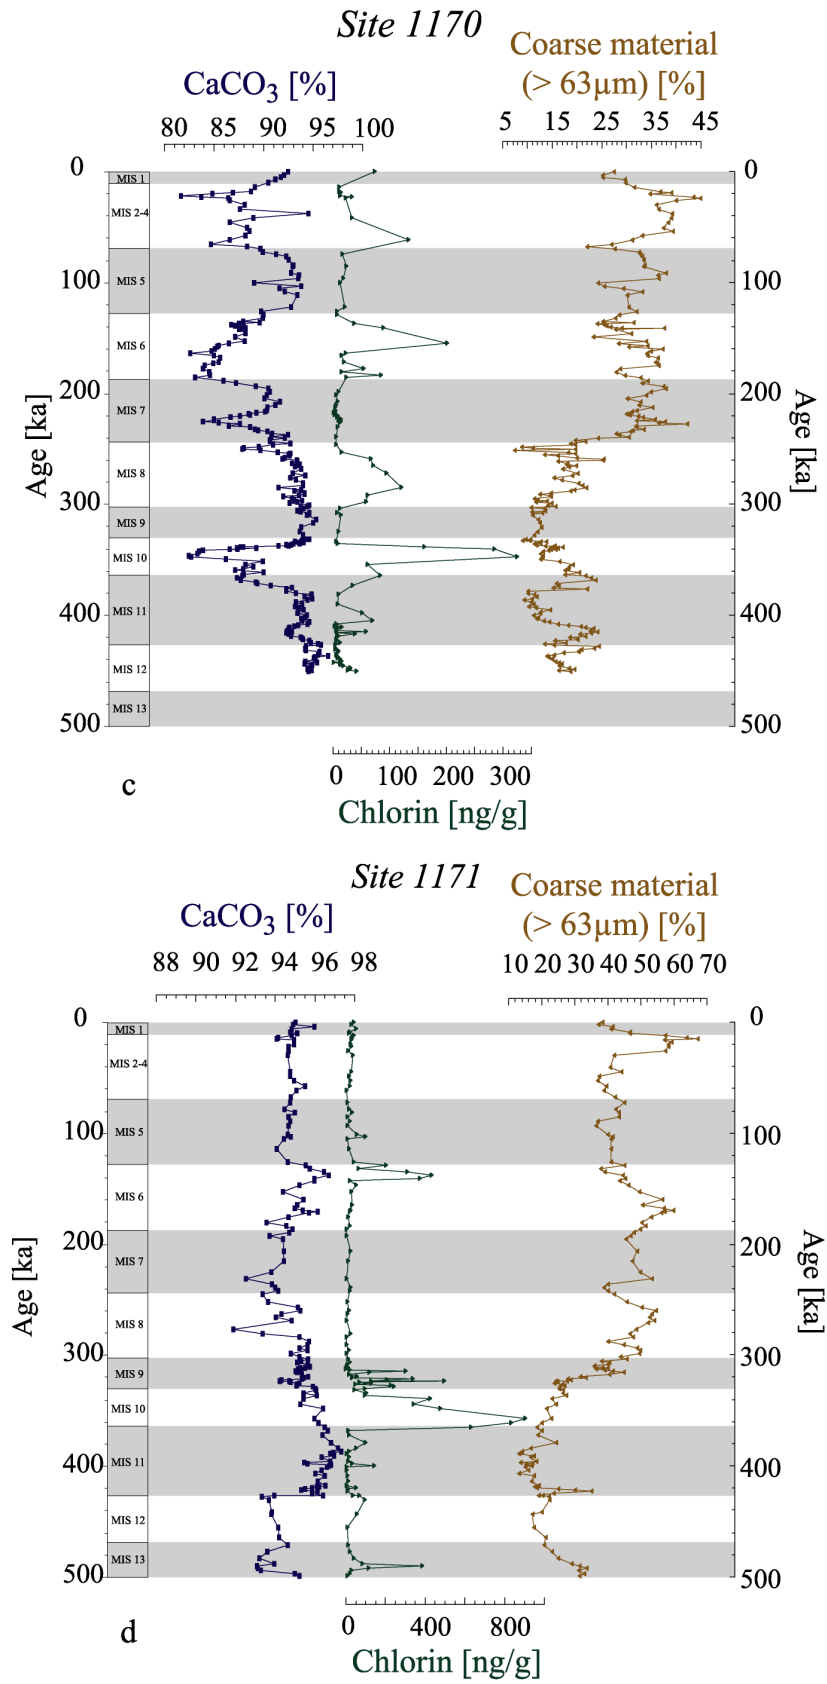 Site 1170
CaCO3 [%]
Coarse material
(> 63µm) [%]
80 85 90 95 100
5 15 25 35 45
0
100
200
300
400
500
Age [ka]
MIS 1
MIS 2-4
MIS 5
MIS 6
MIS 7
MIS 8
MIS 9
MIS 10
MIS 11
MIS 12
MIS 13
0
100
200
300
400
500
Age [ka]
0 100 200 300
Chlorin [ng/g]
c
Site 1171
CaCO3 [%]
Coarse material
(> 63µm) [%]
88 90 92 94 96 98
10 20 30 40 50 60 70
0
100
200
300
400
500
Age [ka]
MIS 1
MIS 2-4
MIS 5
MIS 6
MIS 7
MIS 8
MIS 9
MIS 10
MIS 11
MIS 12
MIS 13
0
100
200
300
400
500
Age [ka]
0 400 800
Chlorin [ng/g]
d